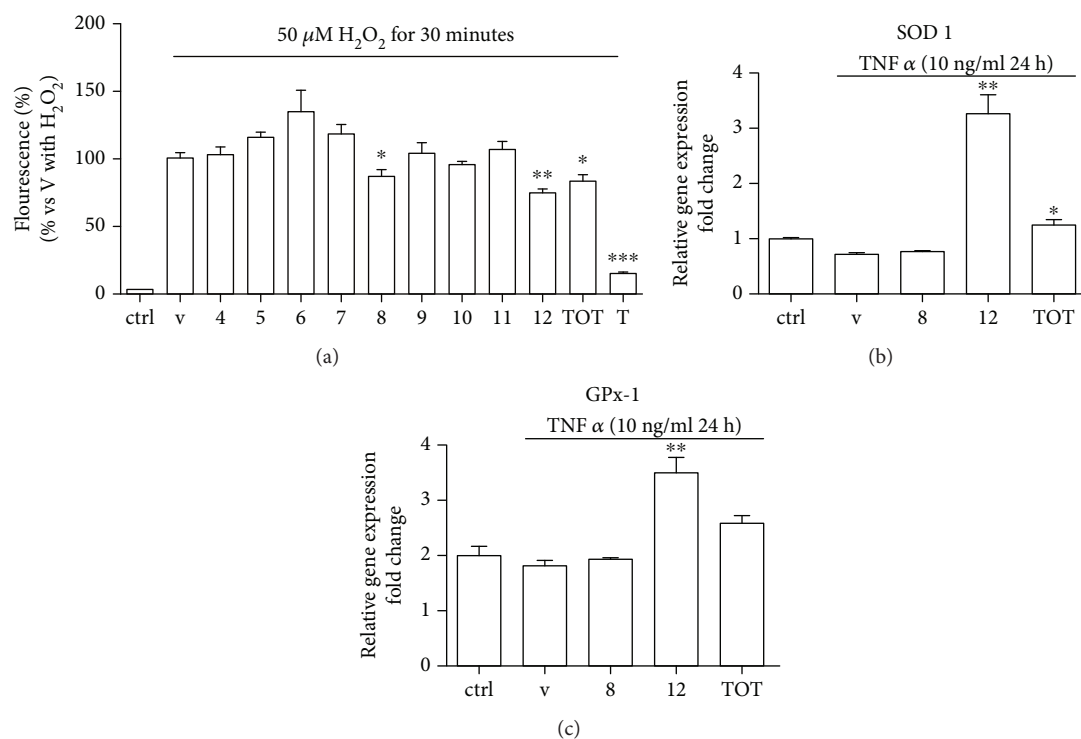 50 μM H₂O₂ for 30 minutes
Flourescence (%)
(% vs V with H₂O₂)
200
150
100
50
0
* ** * ***
ctrl v 4 5 6 7 8 9 10 11 12 TOT T
(a)
SOD 1
TNF α (10 ng/ml 24 h)
Relative gene expression
fold change
4
3
2
1
0
** *
ctrl v 8 12 TOT
(b)
GPx-1
TNF α (10 ng/ml 24 h)
Relative gene expression
fold change
4
3
2
1
0
**
ctrl v 8 12 TOT
(c)